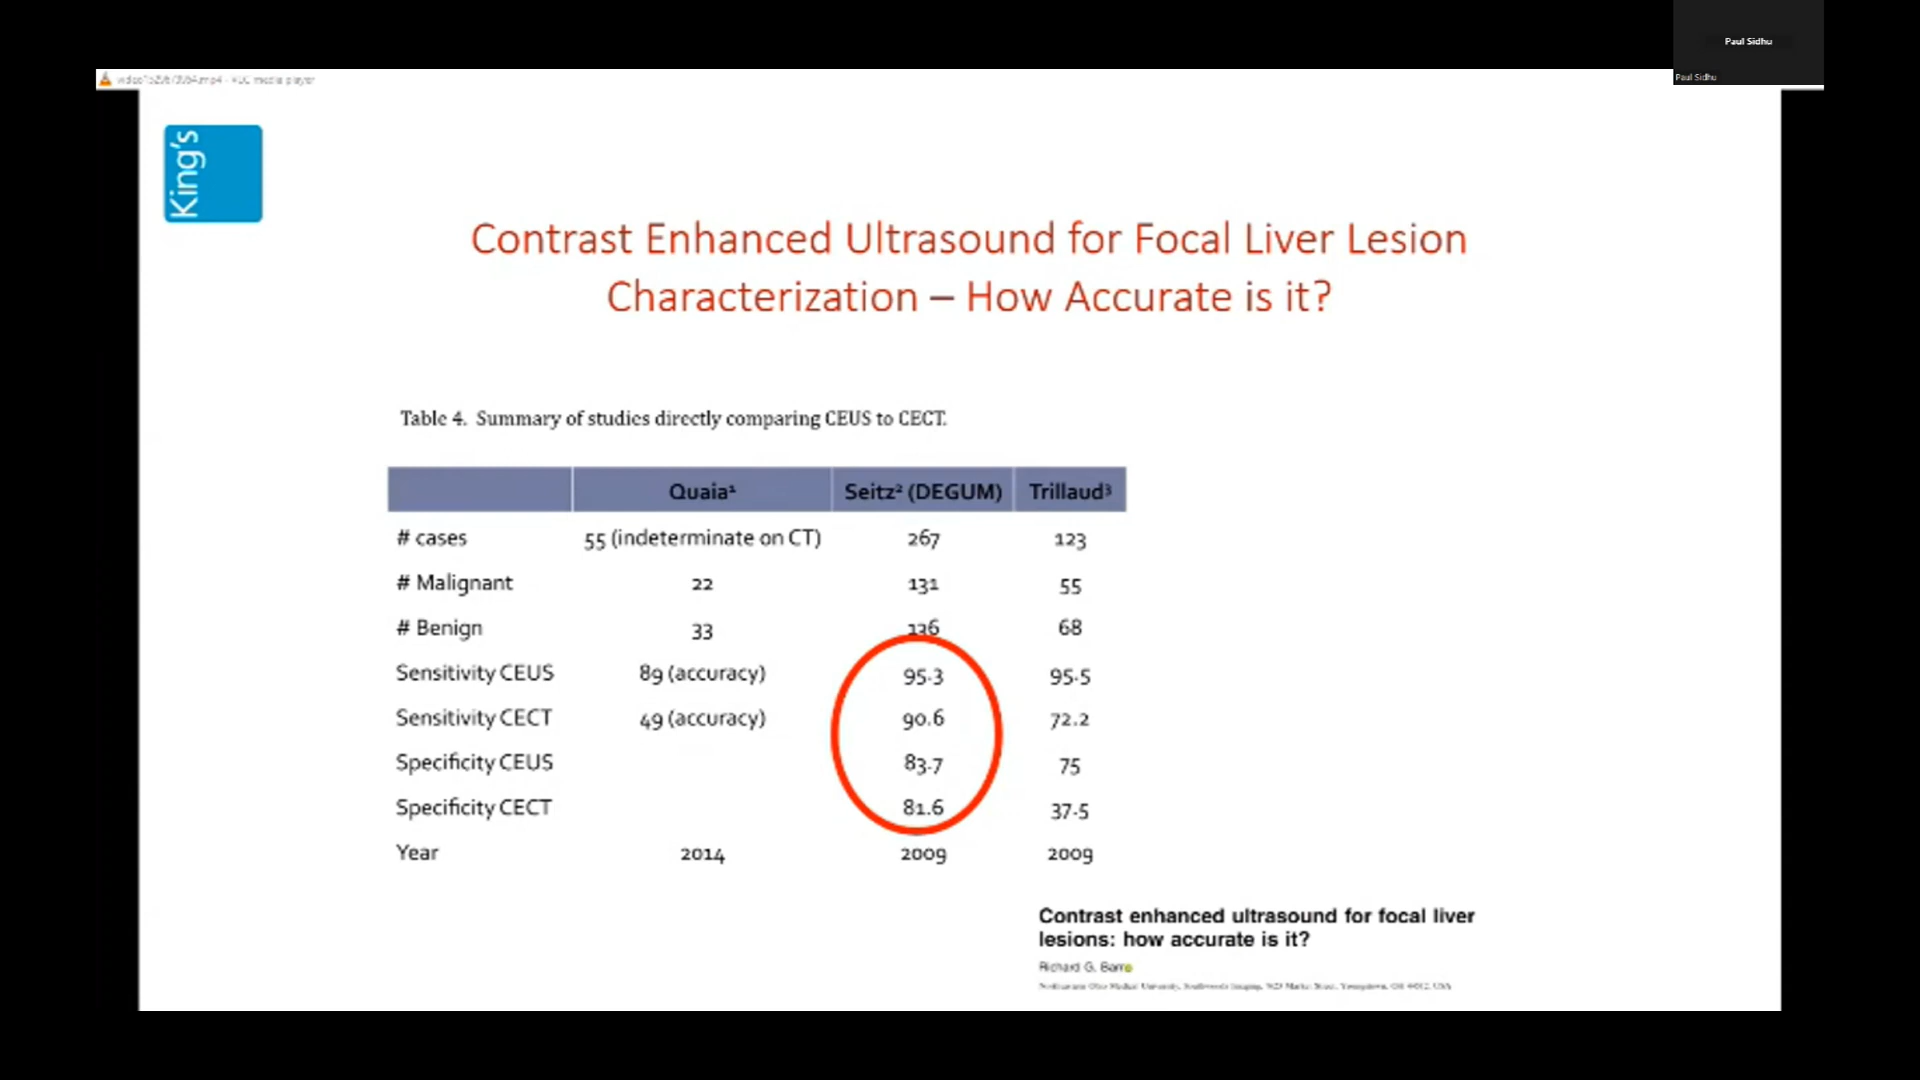 Paul Sidhu
Paul Sidhu
King's
Contrast Enhanced Ultrasound for Focal Liver Lesion
Characterization – How Accurate is it?
Table 4. Summary of studies directly comparing CEUS to CECT.
Quaia¹ Seitz² (DEGUM) Trillaud³
# cases 55 (indeterminate on CT) 267 123
# Malignant 22 131 55
# Benign 33 136 68
Sensitivity CEUS 89 (accuracy) 95.3 95.5
Sensitivity CECT 49 (accuracy) 90.6 72.2
Specificity CEUS 83.7 75
Specificity CECT 81.6 37.5
Year 2014 2009 2009
Contrast enhanced ultrasound for focal liver
lesions: how accurate is it?
Richard G. Barr